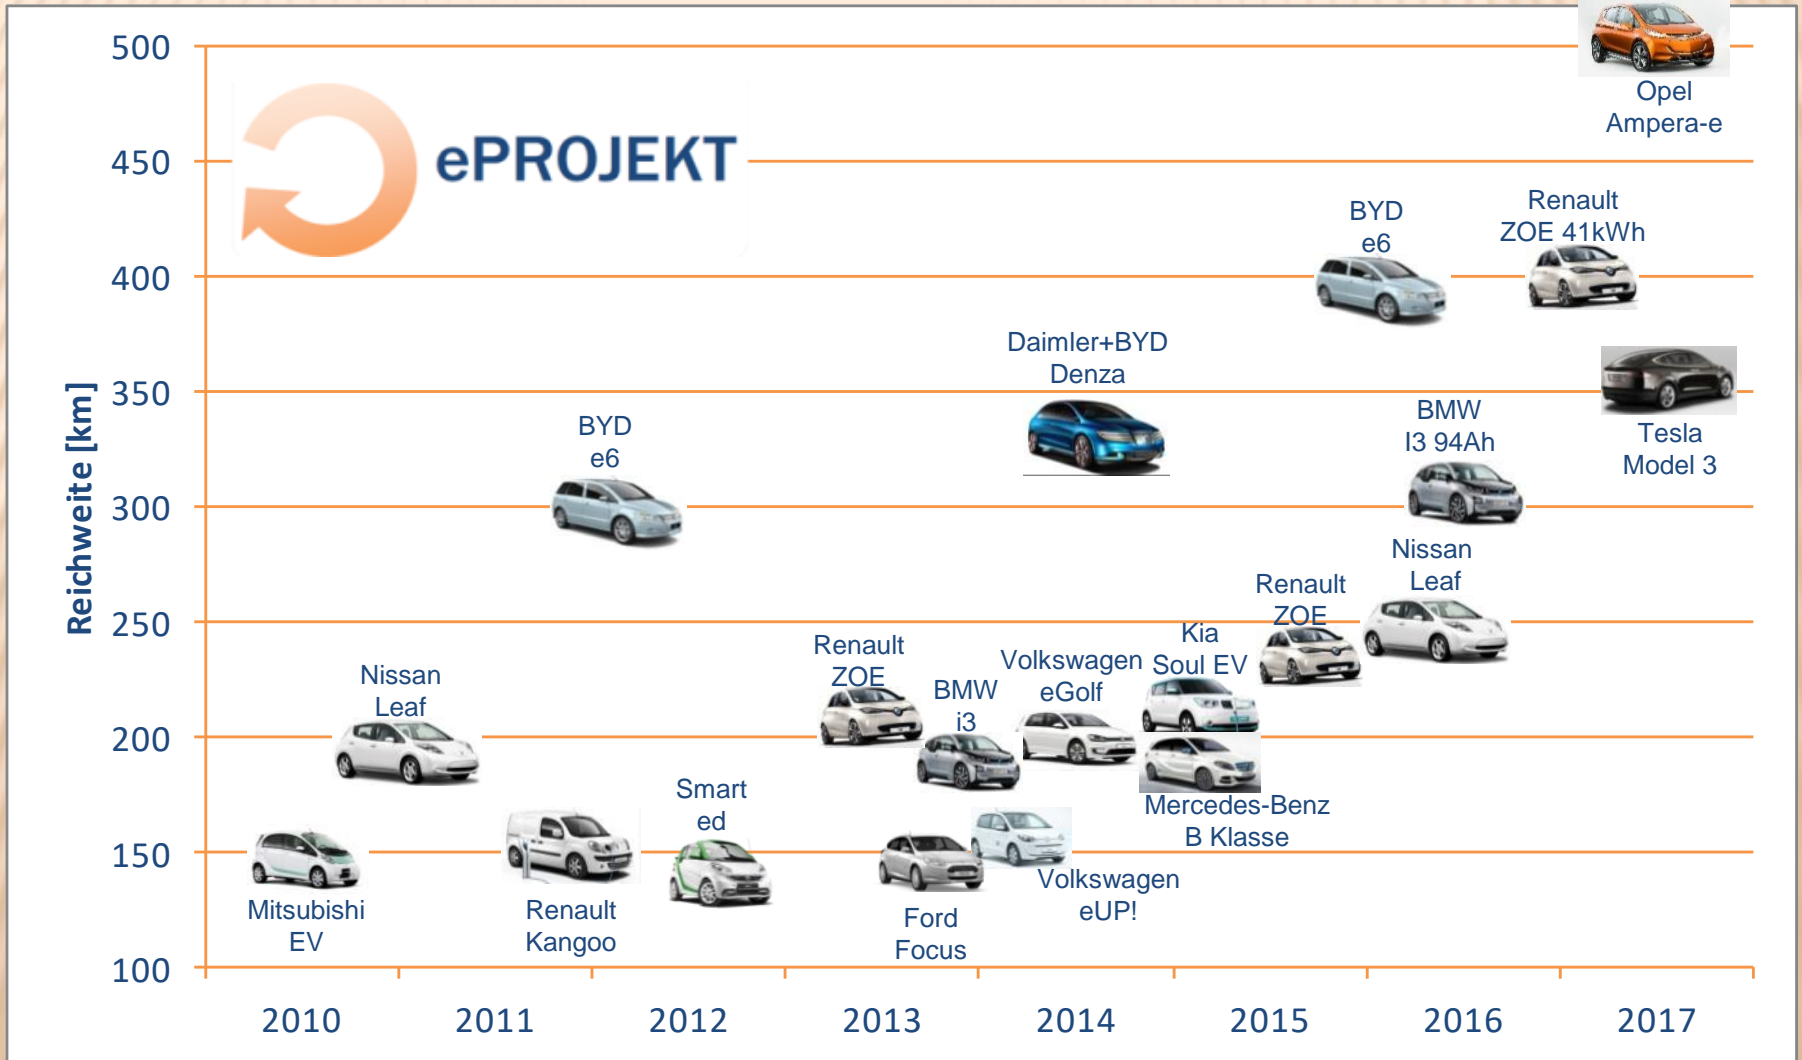 500
Opel
Ampera-e
ePROJEKT
450
BYD
e6
Renault
ZOE 41kWh
400
Daimler+BYD
Denza
350
Reichweite [km]
BYD
e6
BMW
I3 94Ah
Tesla
Model 3
300
Nissan
Leaf
Renault
ZOE
250
Kia
Soul EV
Renault
ZOE
Volkswagen
eGolf
Nissan
Leaf
BMW
i3
200
Smart
ed
Mercedes-Benz
B Klasse
150
Volkswagen
eUP!
Mitsubishi
EV
Renault
Kangoo
Ford
Focus
100
2010
2011
2012
2013
2014
2015
2016
2017